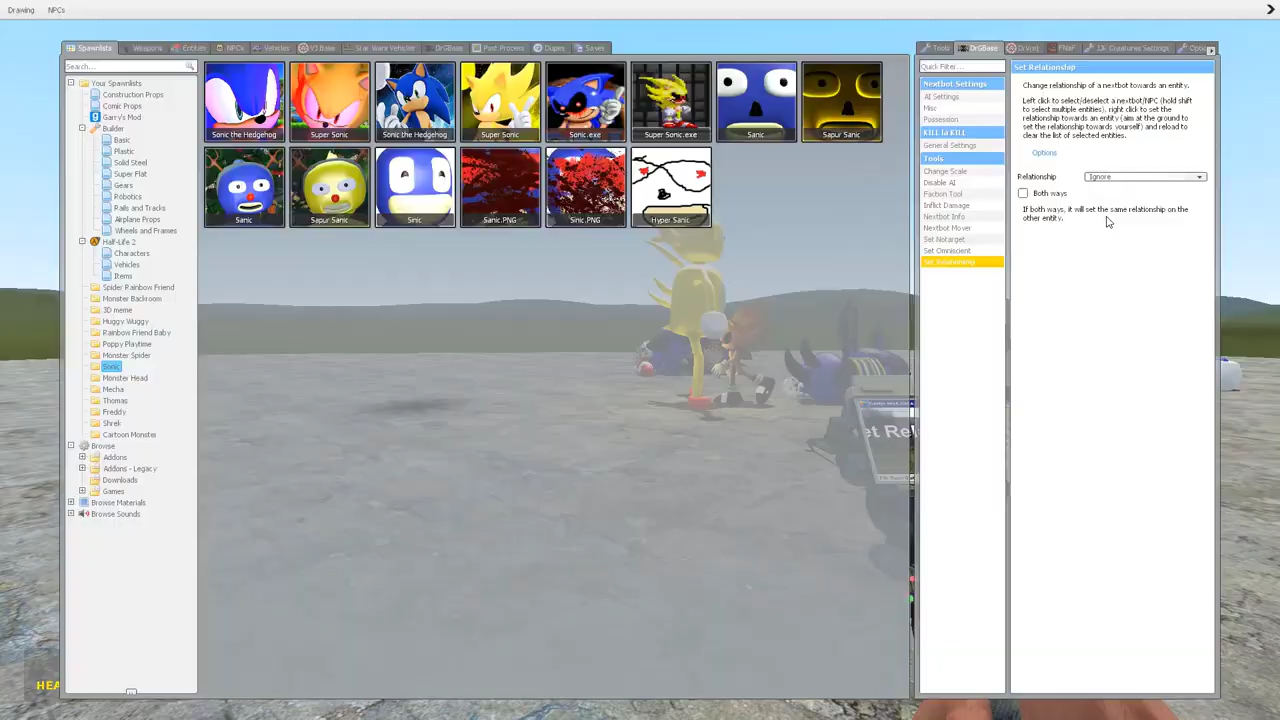 Drawing NPCs
Spawnlists Weapons Entities NPCs Vehicles VJ Base Star Wars Vehicles DrGBase Post Process Dupes Saves
Tools DrGBase DrVrej FNaF Creatures Settings
Search...
Your Spawnlists
Construction Props
Comic Props
Garry's Mod
Builder
Basic
Plastic
Solid Steel
Super Flat
Gears
Robotics
Rails and Tracks
Airplane Props
Wheels and Frames
Half-Life 2
Characters
Vehicles
Items
Spider Rainbow Friend
Monster Backroom
3D meme
Huggy Wuggy
Rainbow Friend Baby
Poppy Playtime
Monster Spider
Sonic
Monster Head
Mecha
Thomas
Freddy
Shrek
Cartoon Monster
Browse
Addons
Addons - Legacy
Downloads
Games
Browse Materials
Browse Sounds
Sonic the Hedgehog
Super Sonic
Sonic the Hedgehog
Super Sonic
Sonic.exe
Super Sonic.exe
Sanic
Sapur Sanic
Sanic
Sapur Sanic
Sinic
Sanic.PNG
Sinic.PNG
Hyper Sanic
et Rel
HEA
Quick Filter...
Nextbot Settings
AI Settings
Misc
Possession
KILL la KILL
General Settings
Tools
Change Scale
Disable AI
Faction Tool
Inflict Damage
Nextbot Info
Nextbot Mover
Set Notarget
Set Omniscient
Set Relationship
Set Relationship
Change relationship of a nextbot towards an entity.
Left click to select/deselect a nextbot/NPC (hold shift
to select multiple entities), right click to set the
relationship towards an entity (aim at the ground to
set the relationship towards yourself) and reload to
clear the list of selected entities.
Options
Relationship Ignore
Both ways
If both ways, it will set the same relationship on the
other entity.